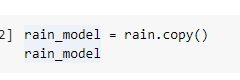 2] rain_model = rain.copy()
rain_model